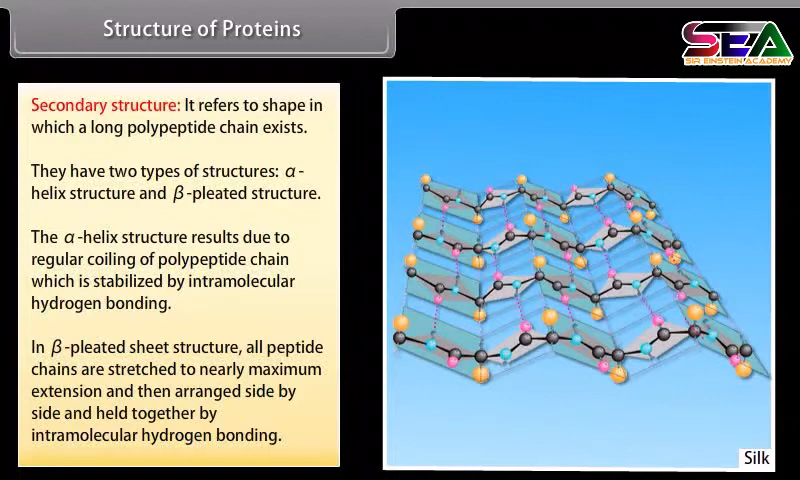 Structure of Proteins
SEA
SIR EINSTEIN ACADEMY
Secondary structure: It refers to shape in
which a long polypeptide chain exists.
They have two types of structures: α-
helix structure and β-pleated structure.
The α-helix structure results due to
regular coiling of polypeptide chain
which is stabilized by intramolecular
hydrogen bonding.
In β-pleated sheet structure, all peptide
chains are stretched to nearly maximum
extension and then arranged side by
side and held together by
intramolecular hydrogen bonding.
Silk